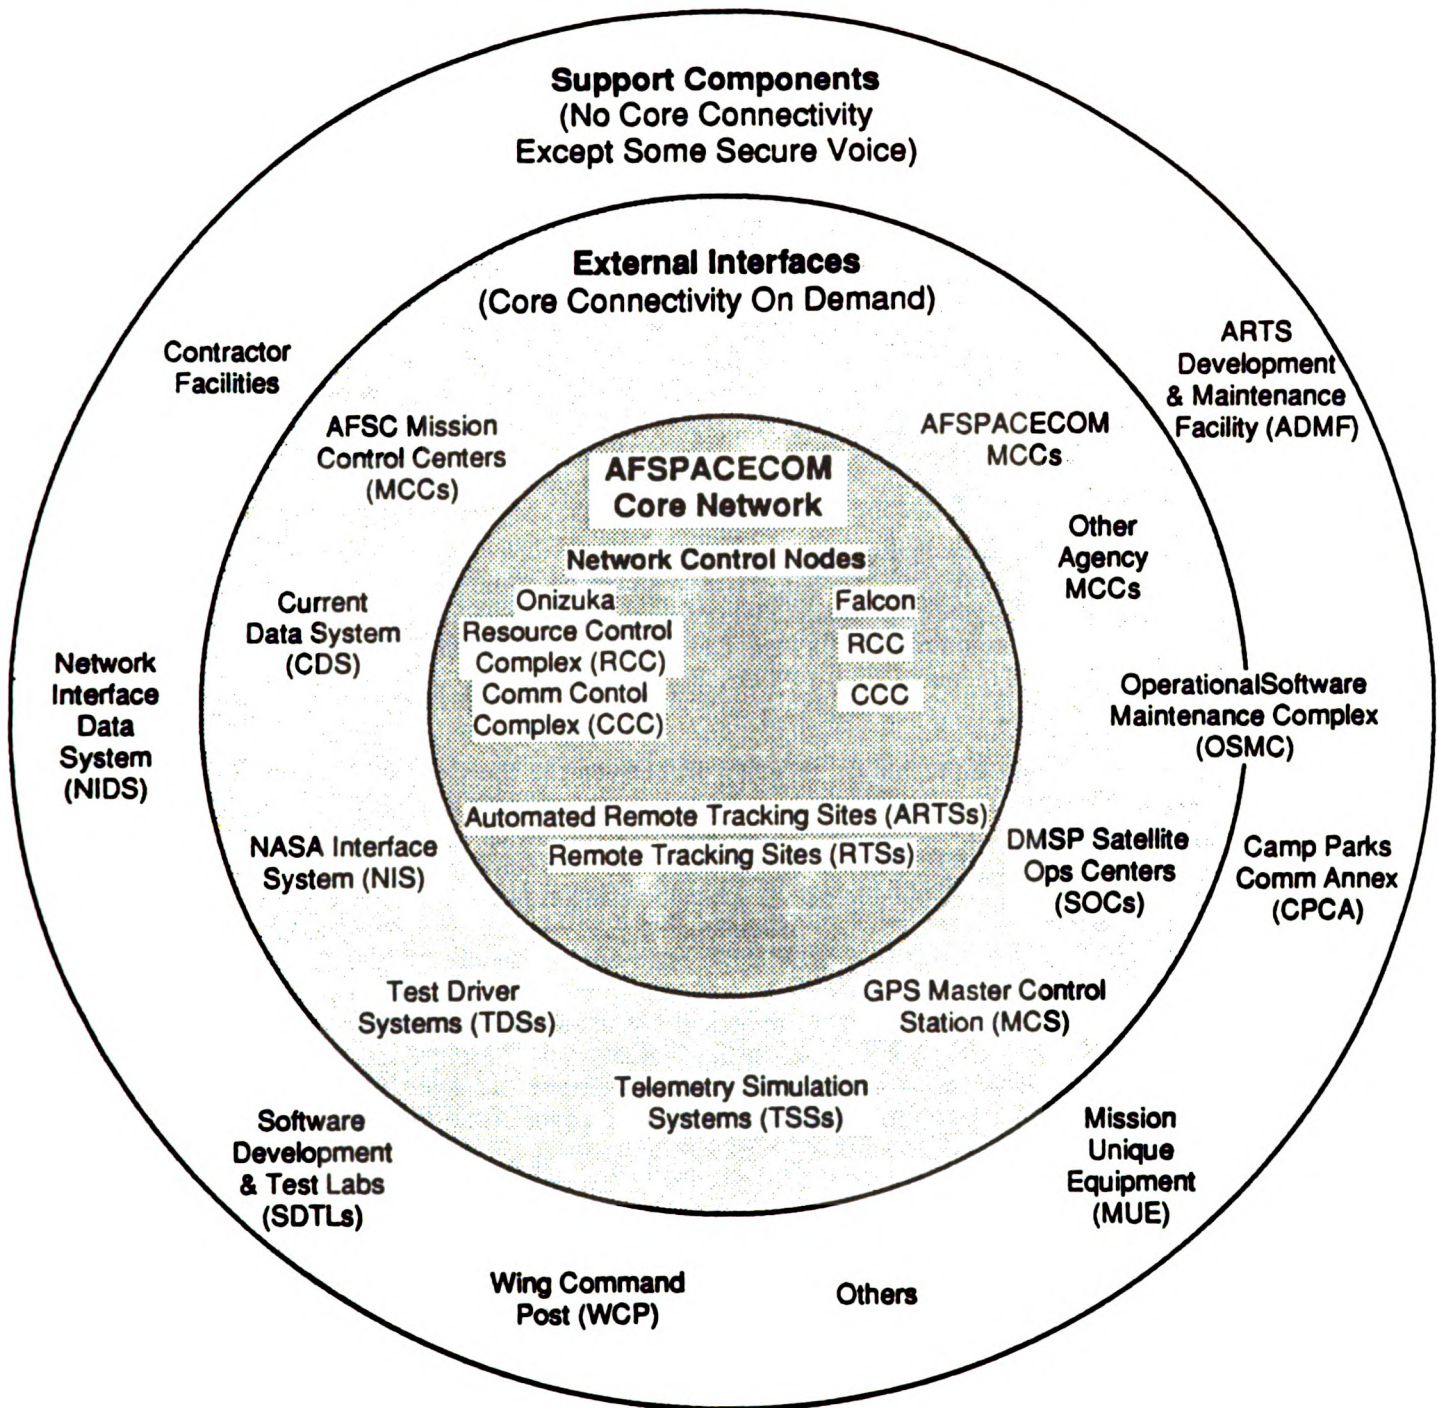 Support Components
(No Core Connectivity
Except Some Secure Voice)
External Interfaces
(Core Connectivity On Demand)
Contractor
Facilities
ARTS
Development
& Maintenance
Facility (ADMF)
AFSC Mission
Control Centers
(MCCs)
AFSPACECOM
MCCs
AFSPACECOM
Core Network
Other
Agency
MCCs
Network Control Nodes
Current
Data System
(CDS)
Onizuka
Resource Control
Complex (RCC)
Comm Contol
Complex (CCC)
Falcon
RCC
CCC
Network
Interface
Data
System
(NIDS)
OperationalSoftware
Maintenance Complex
(OSMC)
Automated Remote Tracking Sites (ARTSs)
Remote Tracking Sites (RTSs)
NASA Interface
System (NIS)
DMSP Satellite
Ops Centers
(SOCs)
Camp Parks
Comm Annex
(CPCA)
Test Driver
Systems (TDSs)
GPS Master Control
Station (MCS)
Telemetry Simulation
Systems (TSSs)
Software
Development
& Test Labs
(SDTLs)
Mission
Unique
Equipment
(MUE)
Wing Command
Post (WCP)
Others